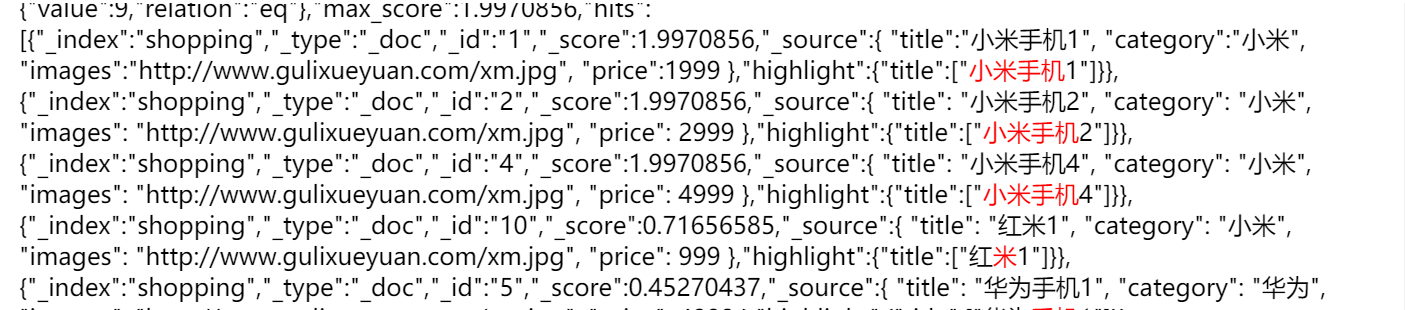 {"value":9,"relation":"eq"},"max_score":1.9970856,"hits":
[{"_index":"shopping","_type":"_doc","_id":"1","_score":1.9970856,"_source":{ "title":"小米手机1", "category":"小米",
"images":"http://www.gulixueyuan.com/xm.jpg", "price":1999 },"highlight":{"title":["小米手机1"]}},
{"_index":"shopping","_type":"_doc","_id":"2","_score":1.9970856,"_source":{ "title": "小米手机2", "category": "小米",
"images": "http://www.gulixueyuan.com/xm.jpg", "price": 2999 },"highlight":{"title":["小米手机2"]}},
{"_index":"shopping","_type":"_doc","_id":"4","_score":1.9970856,"_source":{ "title": "小米手机4", "category": "小米",
"images": "http://www.gulixueyuan.com/xm.jpg", "price": 4999 },"highlight":{"title":["小米手机4"]}},
{"_index":"shopping","_type":"_doc","_id":"10","_score":0.71656585,"_source":{ "title": "红米1", "category": "小米",
"images": "http://www.gulixueyuan.com/xm.jpg", "price": 999 },"highlight":{"title":["红米1"]}},
{"_index":"shopping","_type":"_doc","_id":"5","_score":0.45270437,"_source":{ "title": "华为手机1", "category": "华为",